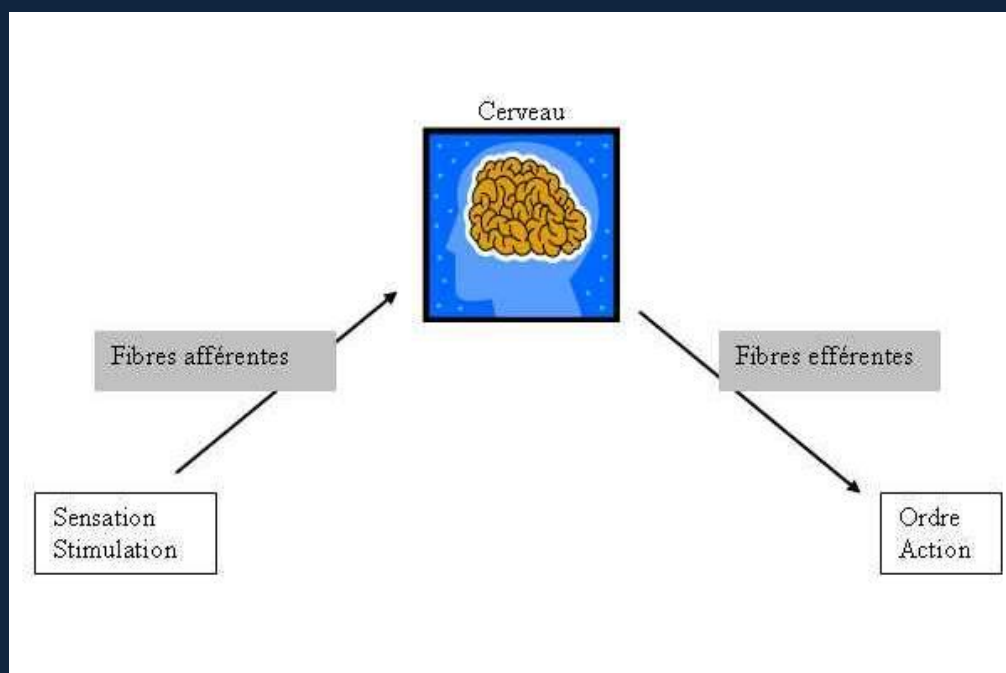 Cerveau
Fibres afférentes
Fibres efférentes
Sensation
Stimulation
Ordre
Action